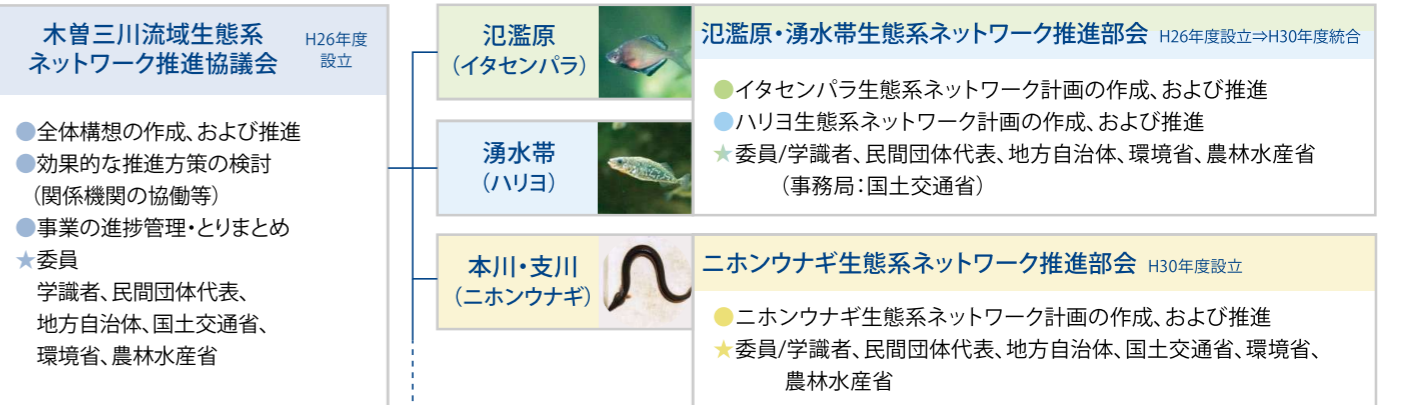 木曽三川流域生態系
ネットワーク推進協議会
H26年度
設立
●全体構想の作成、および推進
●効果的な推進方策の検討
（関係機関の協働等）
●事業の進捗管理・とりまとめ
★委員
学識者、民間団体代表、
地方自治体、国土交通省、
環境省、農林水産省
氾濫原
（イタセンパラ）
湧水帯
（ハリヨ）
氾濫原・湧水帯生態系ネットワーク推進部会 H26年度設立⇒H30年度統合
●イタセンパラ生態系ネットワーク計画の作成、および推進
●ハリヨ生態系ネットワーク計画の作成、および推進
★委員/学識者、民間団体代表、地方自治体、環境省、農林水産省
（事務局：国土交通省）
本川・支川
（ニホンウナギ）
ニホンウナギ生態系ネットワーク推進部会 H30年度設立
●ニホンウナギ生態系ネットワーク計画の作成、および推進
★委員/学識者、民間団体代表、地方自治体、国土交通省、環境省、
農林水産省